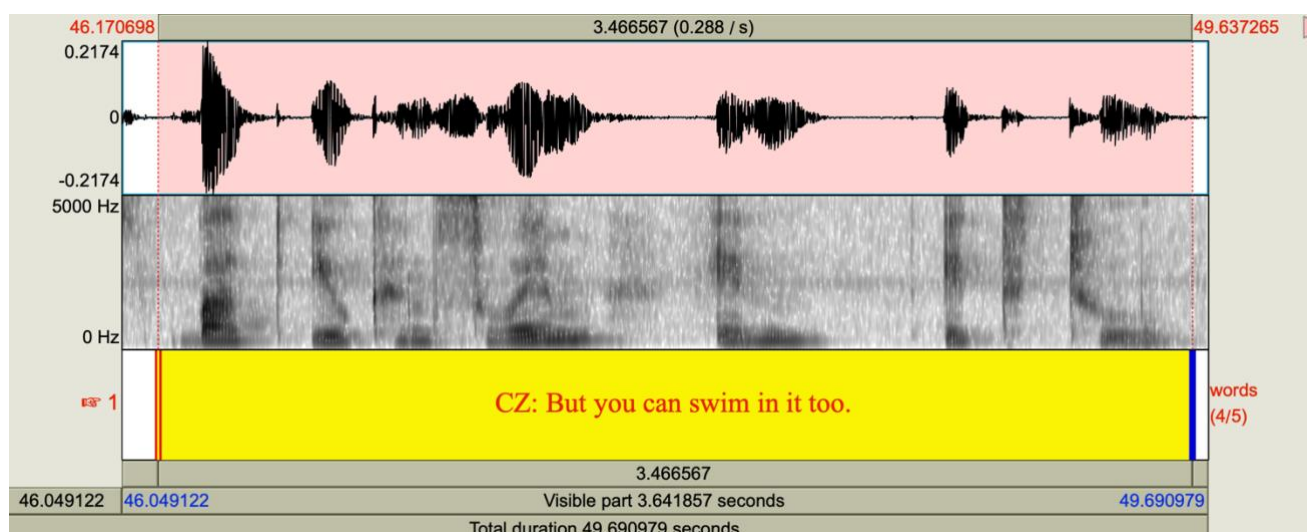 46.170698 3.466567 (0.288 / s) 49.637265
0.2174
0
-0.2174
5000 Hz
0 Hz
☞ 1 CZ: But you can swim in it too. words
(4/5)
3.466567
46.049122 46.049122 Visible part 3.641857 seconds 49.690979
Total duration 49.690979 seconds